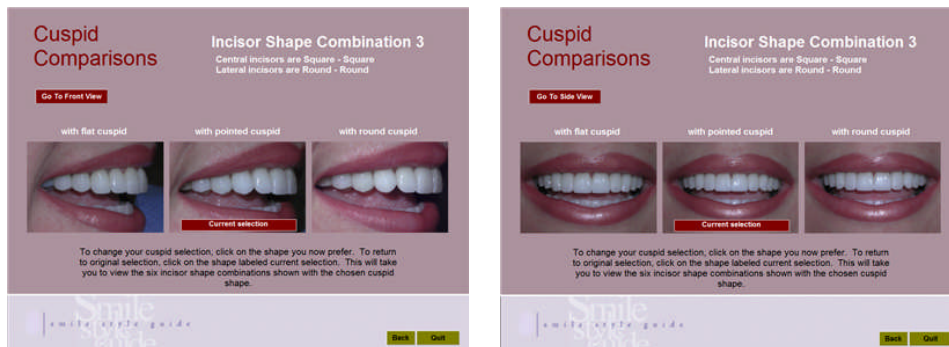 Cuspid
Comparisons
Incisor Shape Combination 3
Central incisors are Square - Square
Lateral incisors are Round - Round
Go To Front View
with flat cuspid
with pointed cuspid
with round cuspid
Current selection
To change your cuspid selection, click on the shape you now prefer. To return
to original selection, click on the shape labeled current selection. This will take
you to view the six incisor shape combinations shown with the chosen cuspid
shape.
Smile
style
guide
smile style guide
Back
Quit
Cuspid
Comparisons
Incisor Shape Combination 3
Central incisors are Square - Square
Lateral incisors are Round - Round
Go To Side View
with flat cuspid
with pointed cuspid
with round cuspid
Current selection
To change your cuspid selection, click on the shape you now prefer. To return
to original selection, click on the shape labeled current selection. This will take
you to view the six incisor shape combinations shown with the chosen cuspid
shape.
Smile
style
guide
smile style guide
Back
Quit